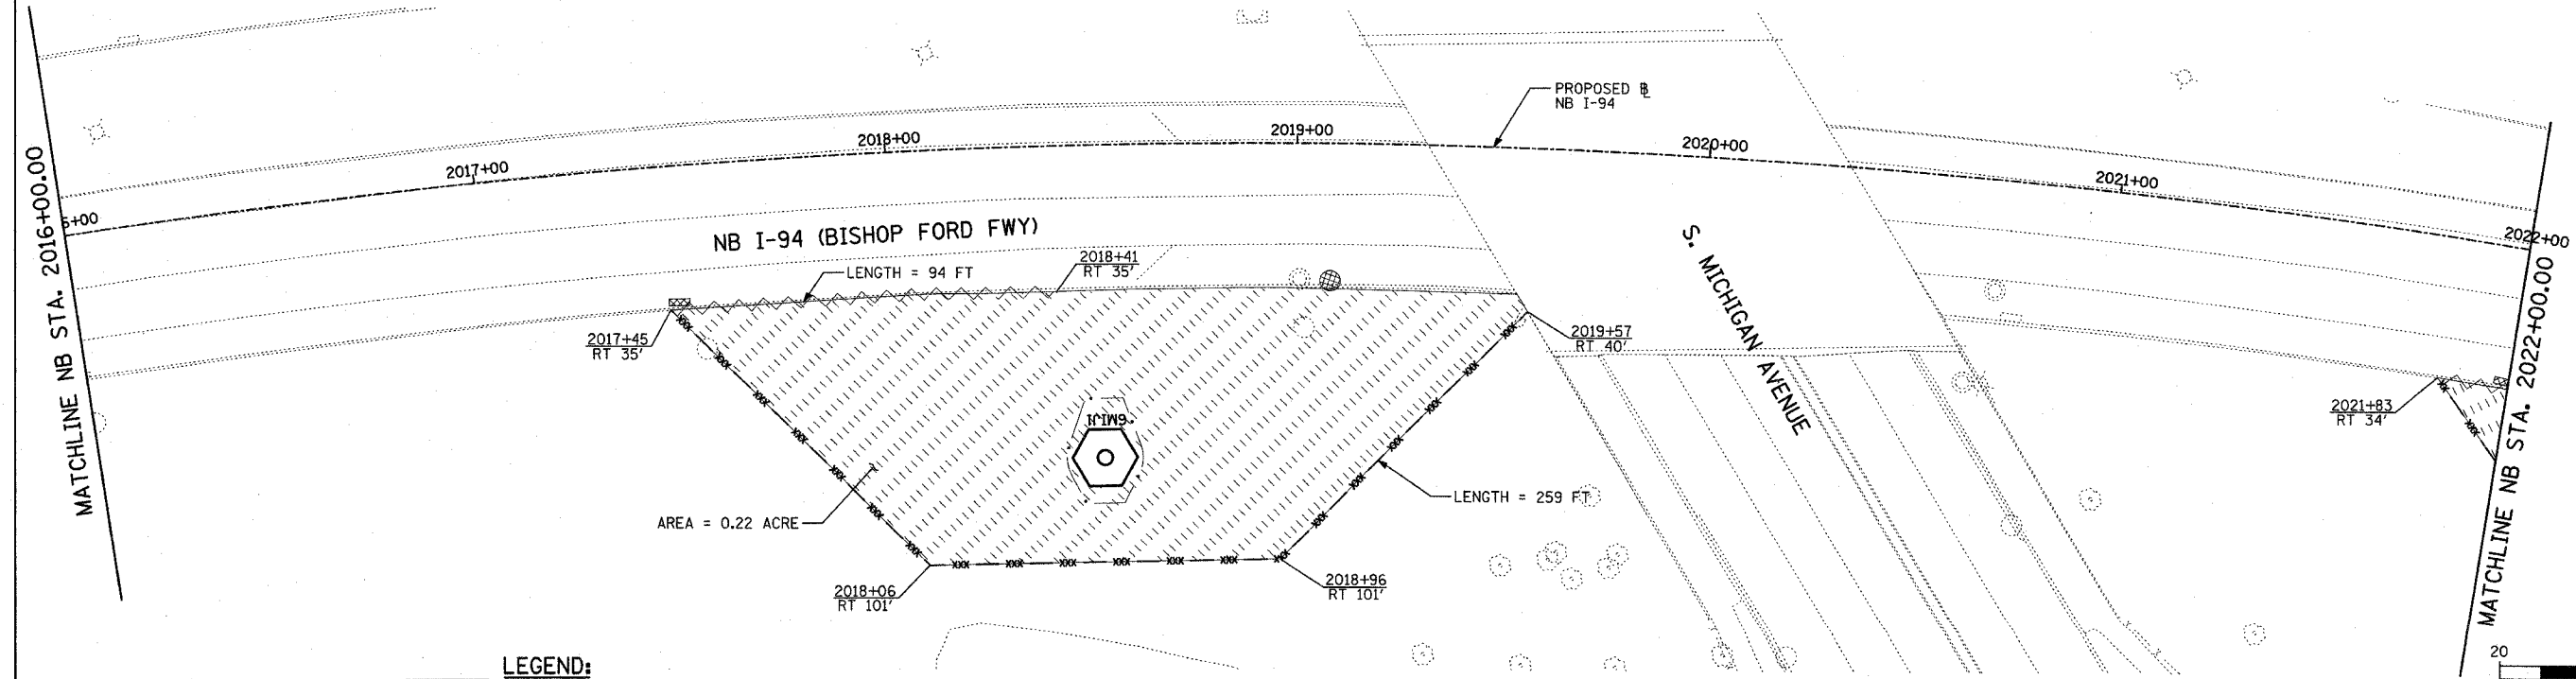 MATCHLINE NB STA. 2016+00.00
6+00
2017+00
2018+00
2019+00
PROPOSED ℄
NB I-94
2020+00
2021+00
2022+00
NB I-94 (BISHOP FORD FWY)
LENGTH = 94 FT
2018+41
RT 35'
2017+45
RT 35'
2019+57
RT 40'
S. MICHIGAN AVENUE
2021+83
RT 34'
6MIJ1
LENGTH = 259 FT
AREA = 0.22 ACRE
2018+06
RT 101'
2018+96
RT 101'
MATCHLINE NB STA. 2022+00.00
LEGEND:
20